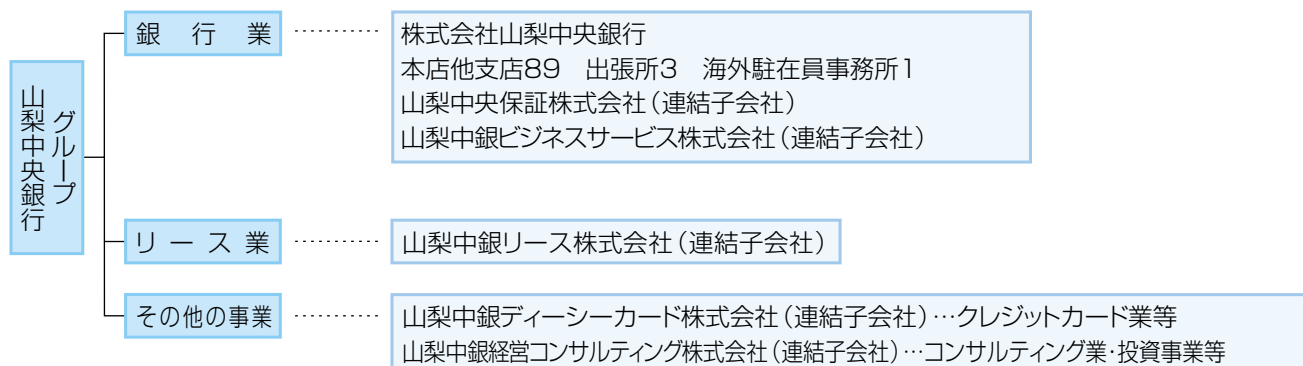 山梨中央銀行
グループ
銀行業
株式会社山梨中央銀行
本店他支店89 出張所3 海外駐在員事務所1
山梨中央保証株式会社(連結子会社)
山梨中銀ビジネスサービス株式会社(連結子会社)
リース業
山梨中銀リース株式会社(連結子会社)
その他の事業
山梨中銀ディーシーカード株式会社(連結子会社)…クレジットカード業等
山梨中銀経営コンサルティング株式会社(連結子会社)…コンサルティング業・投資事業等